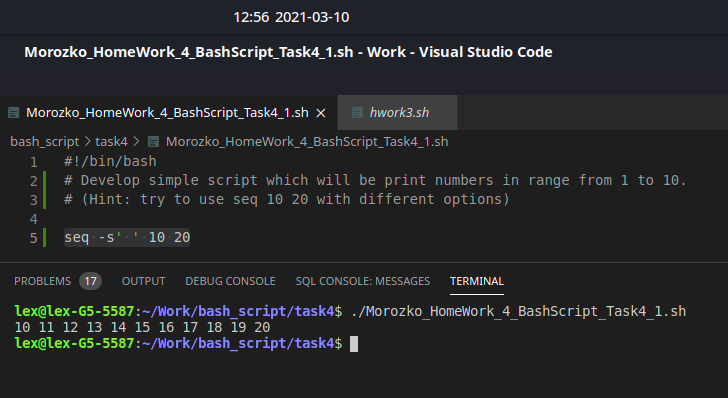 12:56 2021-03-10
Morozko_HomeWork_4_BashScript_Task4_1.sh - Work - Visual Studio Code
Morozko_HomeWork_4_BashScript_Task4_1.sh × hwork3.sh
bash_script > task4 > Morozko_HomeWork_4_BashScript_Task4_1.sh
1 #!/bin/bash
2 # Develop simple script which will be print numbers in range from 1 to 10.
3 # (Hint: try to use seq 10 20 with different options)
4
5 seq -s' ' 10 20
PROBLEMS 17 OUTPUT DEBUG CONSOLE SQL CONSOLE: MESSAGES TERMINAL
lex@lex-G5-5587:~/Work/bash_script/task4$ ./Morozko_HomeWork_4_BashScript_Task4_1.sh
10 11 12 13 14 15 16 17 18 19 20
lex@lex-G5-5587:~/Work/bash_script/task4$